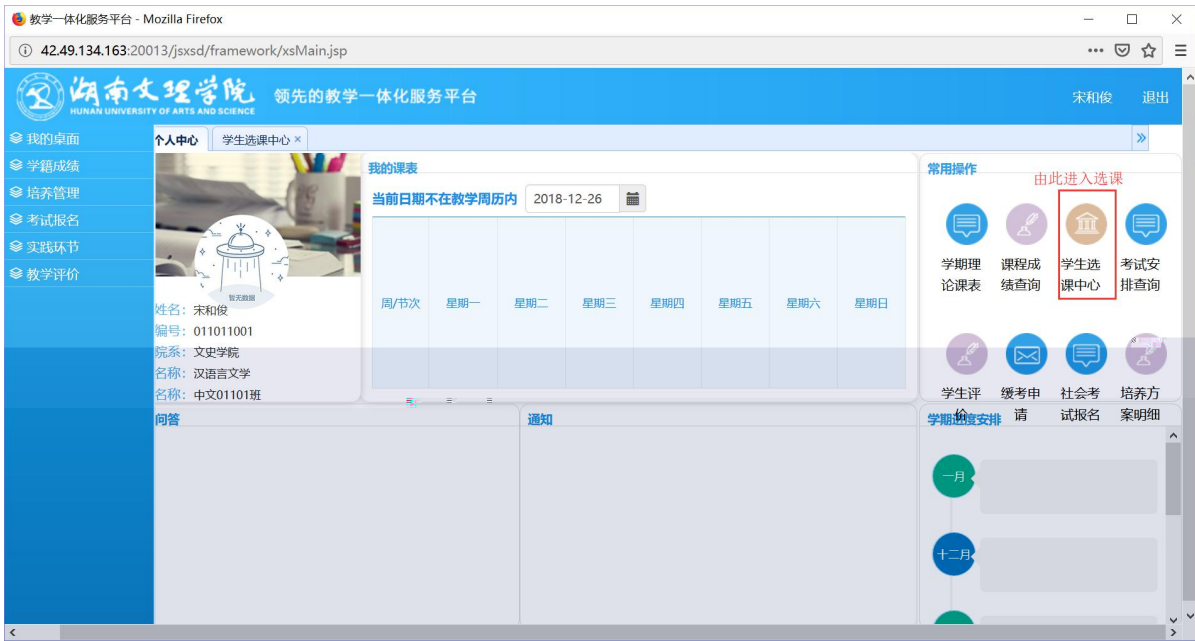 教学一体化服务平台 - Mozilla Firefox
42.49.134.163:20013/jsxsd/framework/xsMain.jsp
湖南文理学院
HUNAN UNIVERSITY OF ARTS AND SCIENCE
领先的教学一体化服务平台
宋和俊 退出
我的桌面
学籍成绩
培养管理
考试报名
实践环节
教学评价
个人中心 学生选课中心 ×
暂无数据
姓名: 宋和俊
编号: 011011001
院系: 文史学院
名称: 汉语言文学
名称: 中文01101班
我的课表
当前日期不在教学周历内 2018-12-26
周/节次 星期一 星期二 星期三 星期四 星期五 星期六 星期日
常用操作
由此进入选课
学期理论课表
课程成绩查询
学生选课中心
考试安排查询
学生评价
缓考申请
社会考试报名
培养方案明细
问答
通知
学期进度安排
一月
十二月